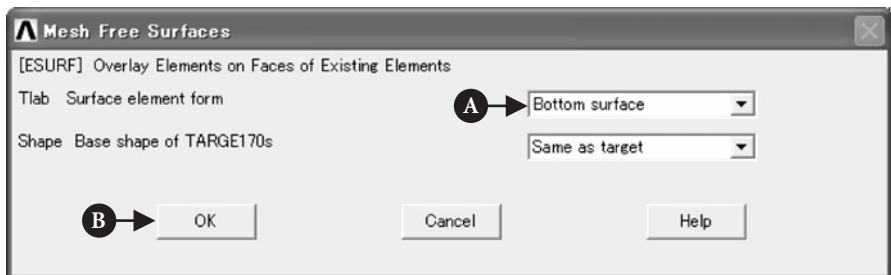 Mesh Free Surfaces
[ESURF] Overlay Elements on Faces of Existing Elements
Tlab Surface element form A Bottom surface
Shape Base shape of TARGE170s Same as target
B OK Cancel Help